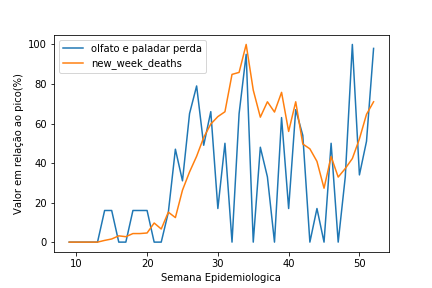 olfato e paladar perda
new_week_deaths
Valor em relação ao pico(%)
100
80
60
40
20
0
10 20 30 40 50
Semana Epidemiologica